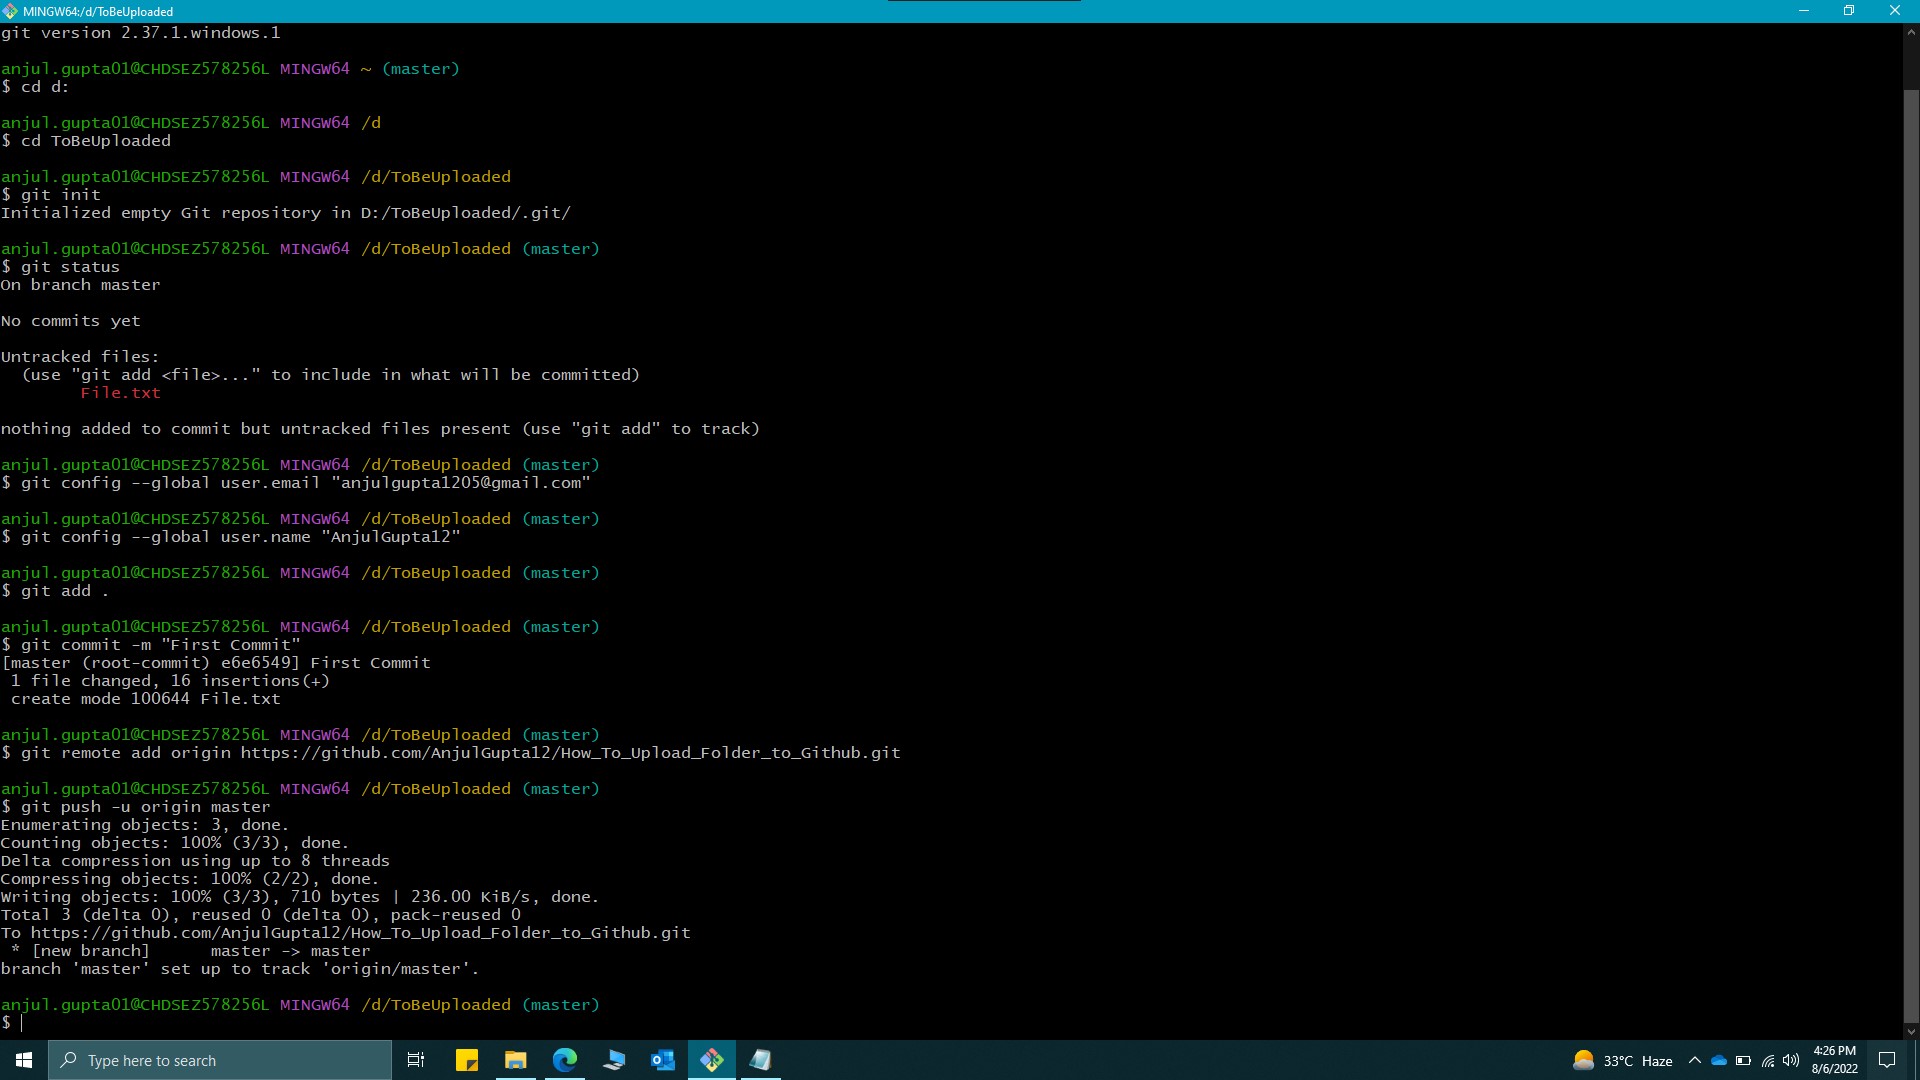 MINGW64:/d/ToBeUploaded
git version 2.37.1.windows.1
anjul.gupta01@CHDSEZ578256L MINGW64 ~ (master)
$ cd d:
anjul.gupta01@CHDSEZ578256L MINGW64 /d
$ cd ToBeUploaded
anjul.gupta01@CHDSEZ578256L MINGW64 /d/ToBeUploaded
$ git init
Initialized empty Git repository in D:/ToBeUploaded/.git/
anjul.gupta01@CHDSEZ578256L MINGW64 /d/ToBeUploaded (master)
$ git status
On branch master
No commits yet
Untracked files:
  (use "git add <file>..." to include in what will be committed)
        File.txt
nothing added to commit but untracked files present (use "git add" to track)
anjul.gupta01@CHDSEZ578256L MINGW64 /d/ToBeUploaded (master)
$ git config --global user.email "anjulgupta1205@gmail.com"
anjul.gupta01@CHDSEZ578256L MINGW64 /d/ToBeUploaded (master)
$ git config --global user.name "AnjulGupta12"
anjul.gupta01@CHDSEZ578256L MINGW64 /d/ToBeUploaded (master)
$ git add .
anjul.gupta01@CHDSEZ578256L MINGW64 /d/ToBeUploaded (master)
$ git commit -m "First Commit"
[master (root-commit) e6e6549] First Commit
 1 file changed, 16 insertions(+)
 create mode 100644 File.txt
anjul.gupta01@CHDSEZ578256L MINGW64 /d/ToBeUploaded (master)
$ git remote add origin https://github.com/AnjulGupta12/How_To_Upload_Folder_to_Github.git
anjul.gupta01@CHDSEZ578256L MINGW64 /d/ToBeUploaded (master)
$ git push -u origin master
Enumerating objects: 3, done.
Counting objects: 100% (3/3), done.
Delta compression using up to 8 threads
Compressing objects: 100% (2/2), done.
Writing objects: 100% (3/3), 710 bytes | 236.00 KiB/s, done.
Total 3 (delta 0), reused 0 (delta 0), pack-reused 0
To https://github.com/AnjulGupta12/How_To_Upload_Folder_to_Github.git
 * [new branch]      master -> master
branch 'master' set up to track 'origin/master'.
anjul.gupta01@CHDSEZ578256L MINGW64 /d/ToBeUploaded (master)
$
Type here to search
33°C Haze
4:26 PM
8/6/2022